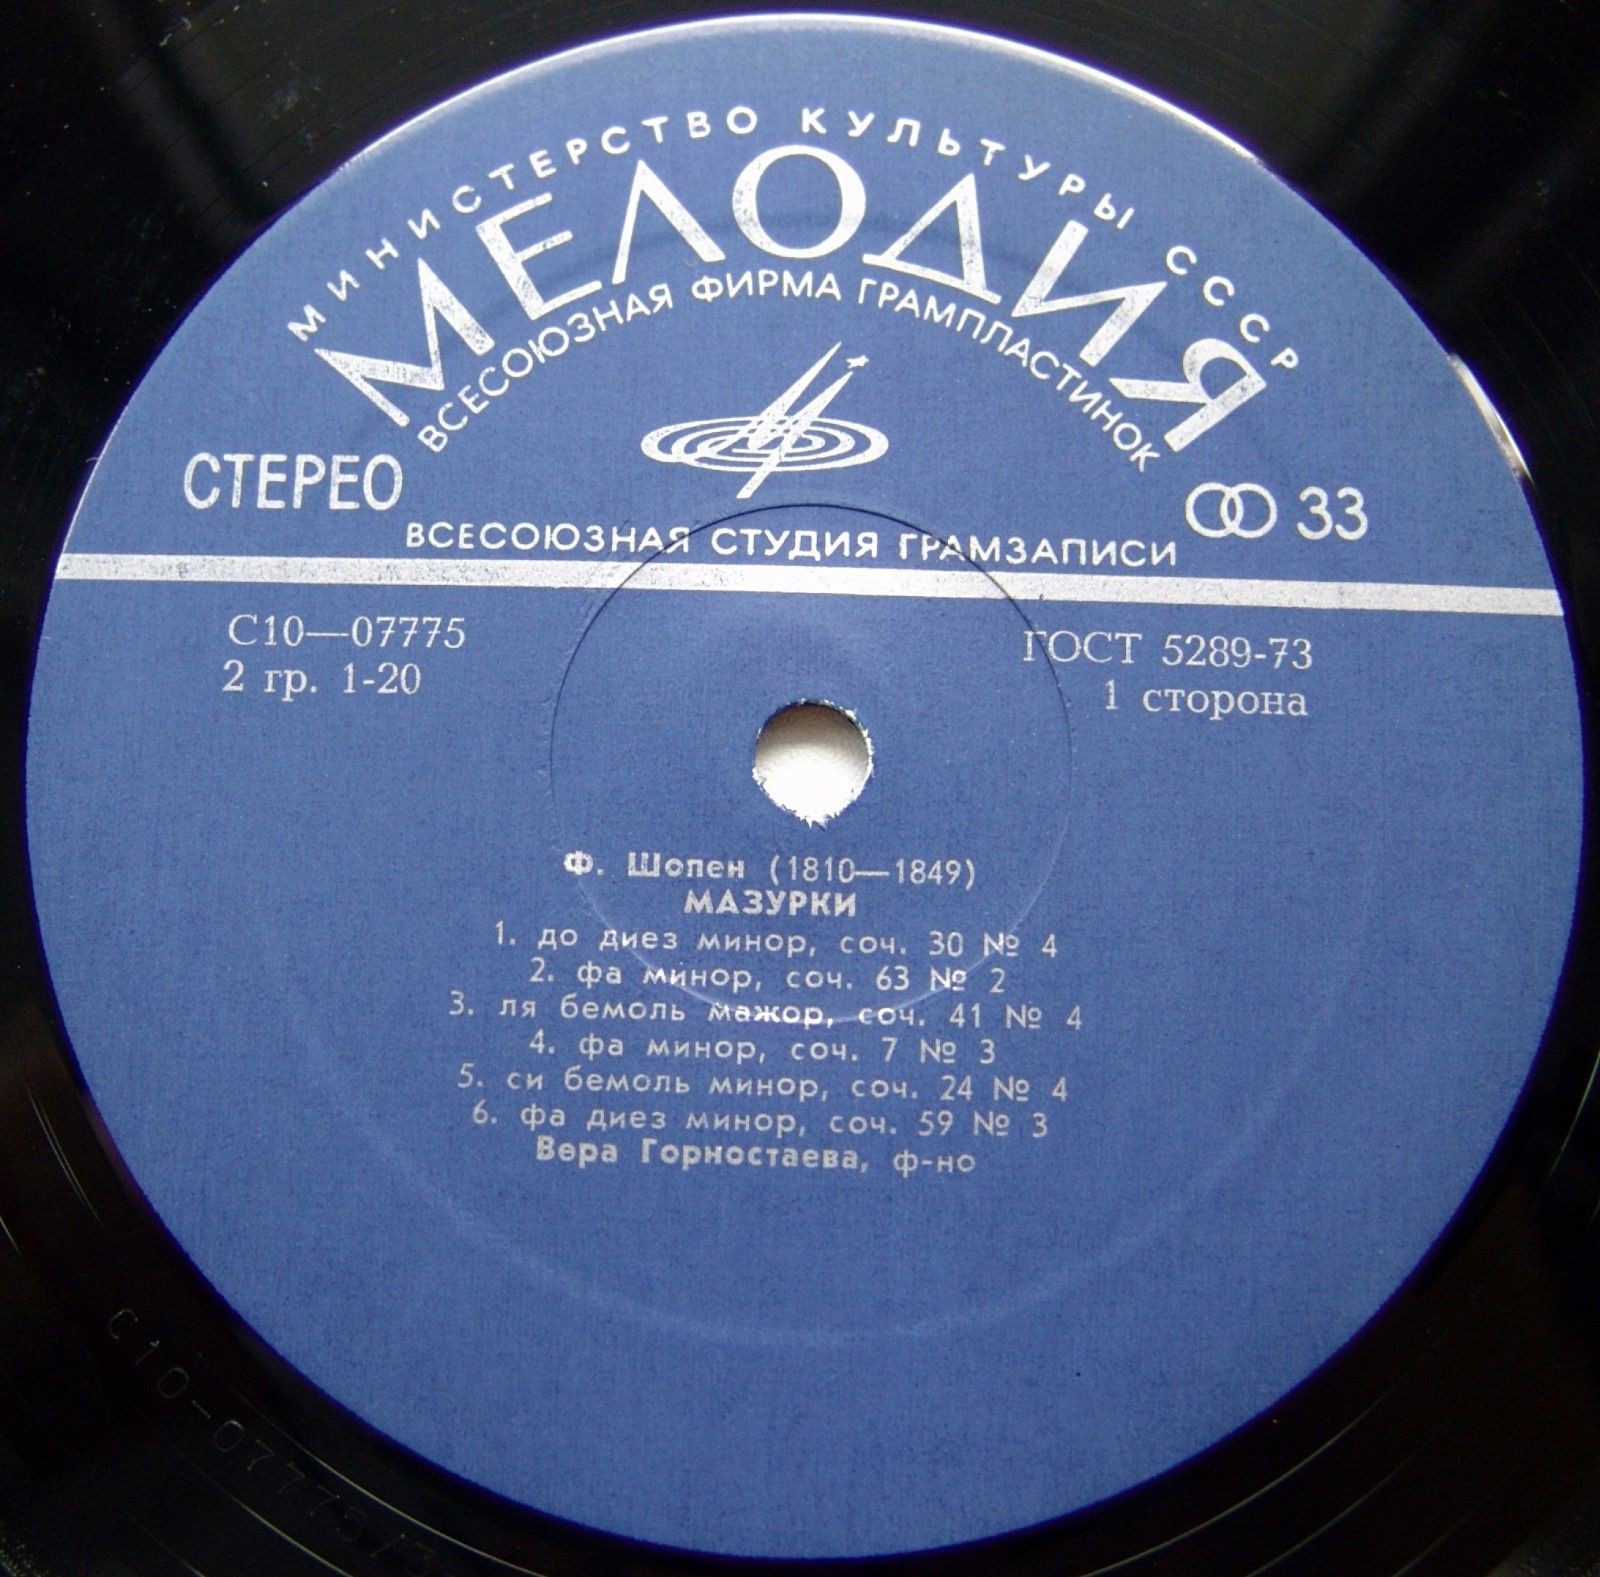 МИНИСТЕРСТВО КУЛЬТУРЫ СССР
МЕЛОДИЯ
ВСЕСОЮЗНАЯ ФИРМА ГРАМПЛАСТИНОК
СТЕРЕО
33
ВСЕСОЮЗНАЯ СТУДИЯ ГРАМЗАПИСИ
С10—07775
ГОСТ 5289-73
2 гр. 1-20
1 сторона
Ф. Шопен (1810—1849)
МАЗУРКИ
1. до диез минор, соч. 30 № 4
2. фа минор, соч. 63 № 2
3. ля бемоль мажор, соч. 41 № 4
4. фа минор, соч. 7 № 3
5. си бемоль минор, соч. 24 № 4
6. фа диез минор, соч. 59 № 3
Вера Горностаева, ф-но
С10-07775